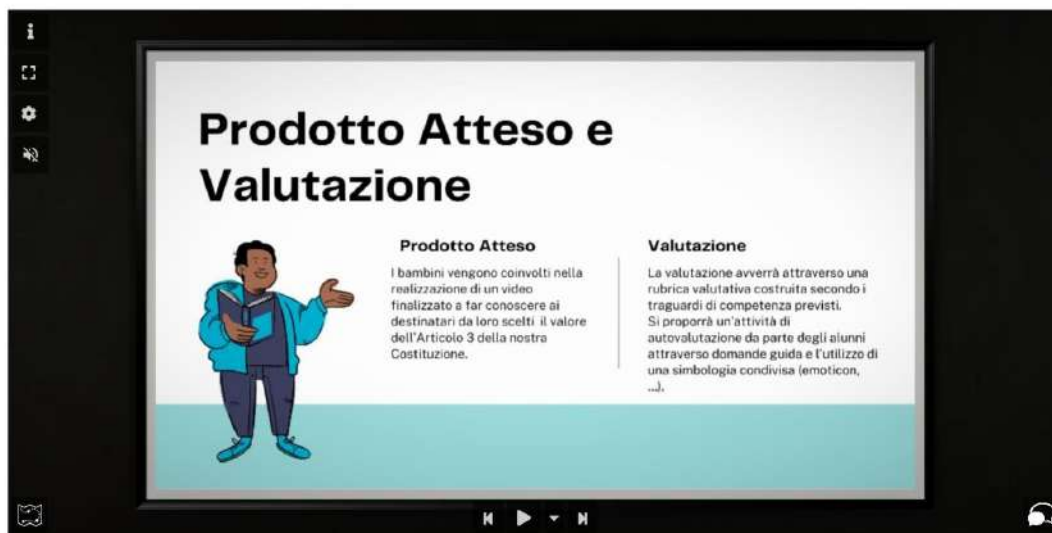 Prodotto Atteso e
Valutazione
Prodotto Atteso
I bambini vengono coinvolti nella
realizzazione di un video
finalizzato a far conoscere ai
destinatari da loro scelti il valore
dell'Articolo 3 della nostra
Costituzione.
Valutazione
La valutazione avverrà attraverso una
rubrica valutativa costruita secondo i
traguardi di competenza previsti.
Si proporrà un'attività di
autovalutazione da parte degli alunni
attraverso domande guida e l'utilizzo di
una simbologia condivisa (emoticon,
...).